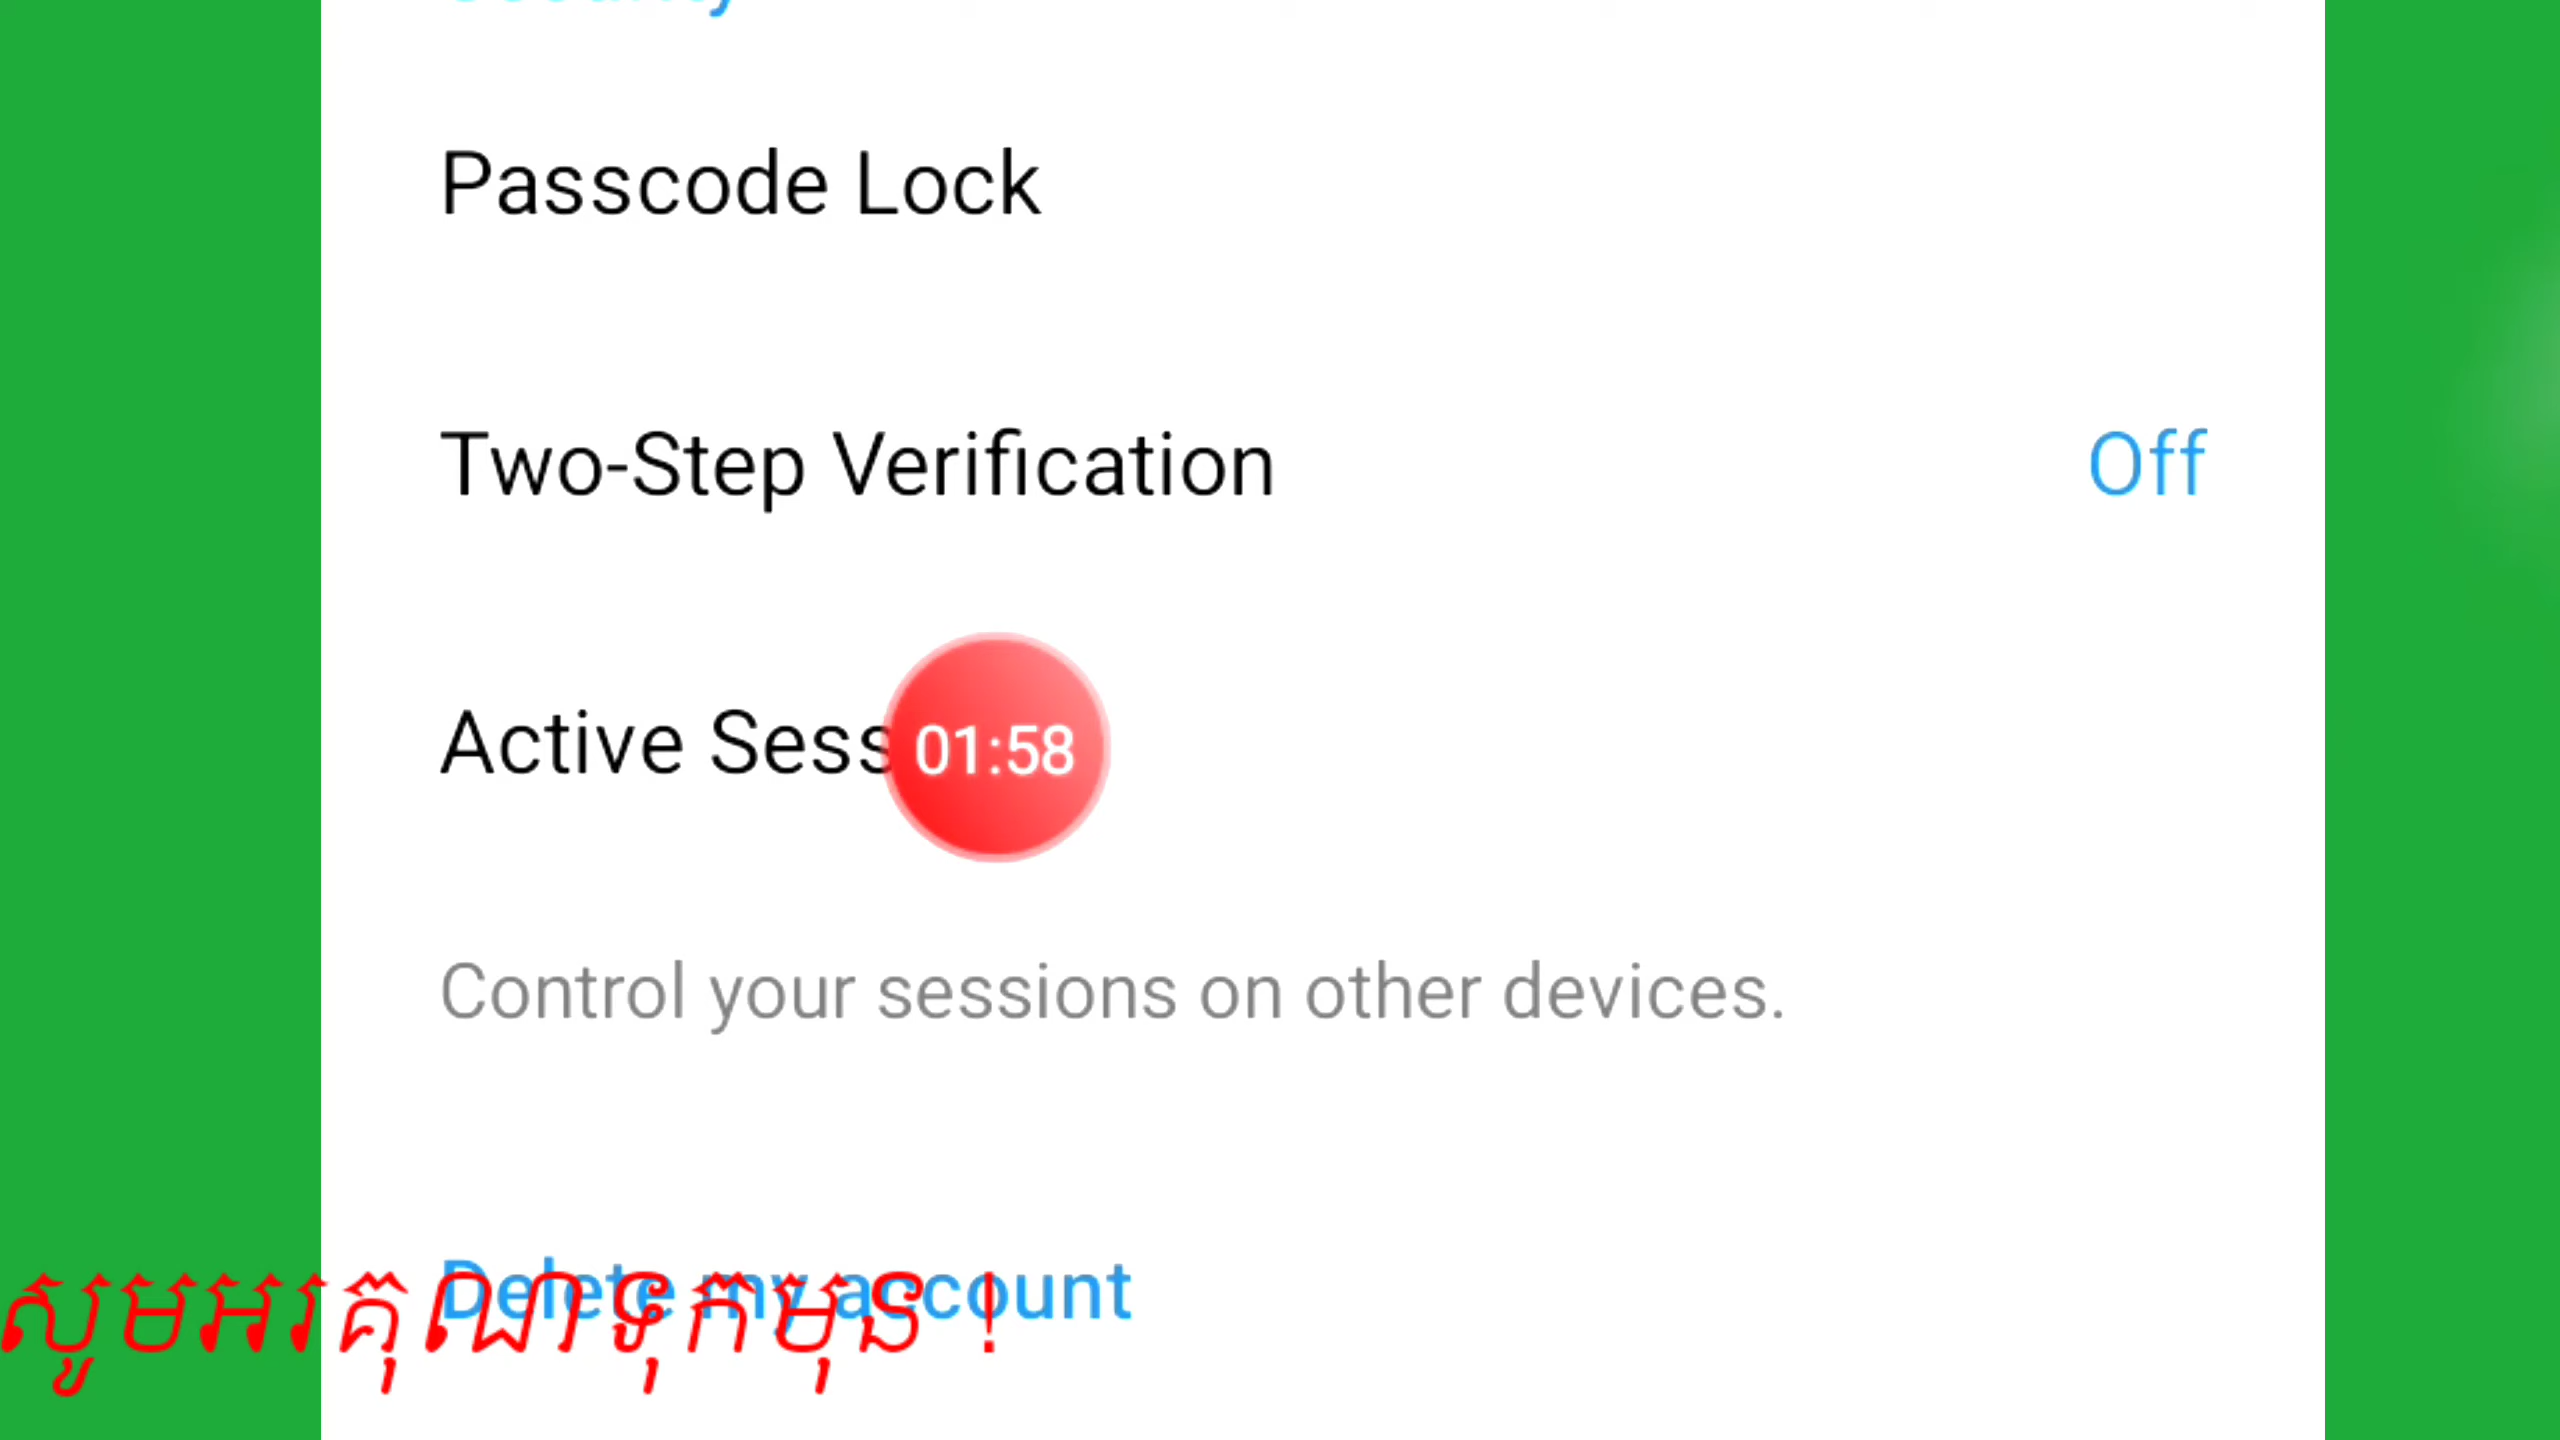 Security
Passcode Lock
Two-Step Verification Off
Active Sess
01:58
Control your sessions on other devices.
Delete my account
សូមអរគុណទុកមុន !